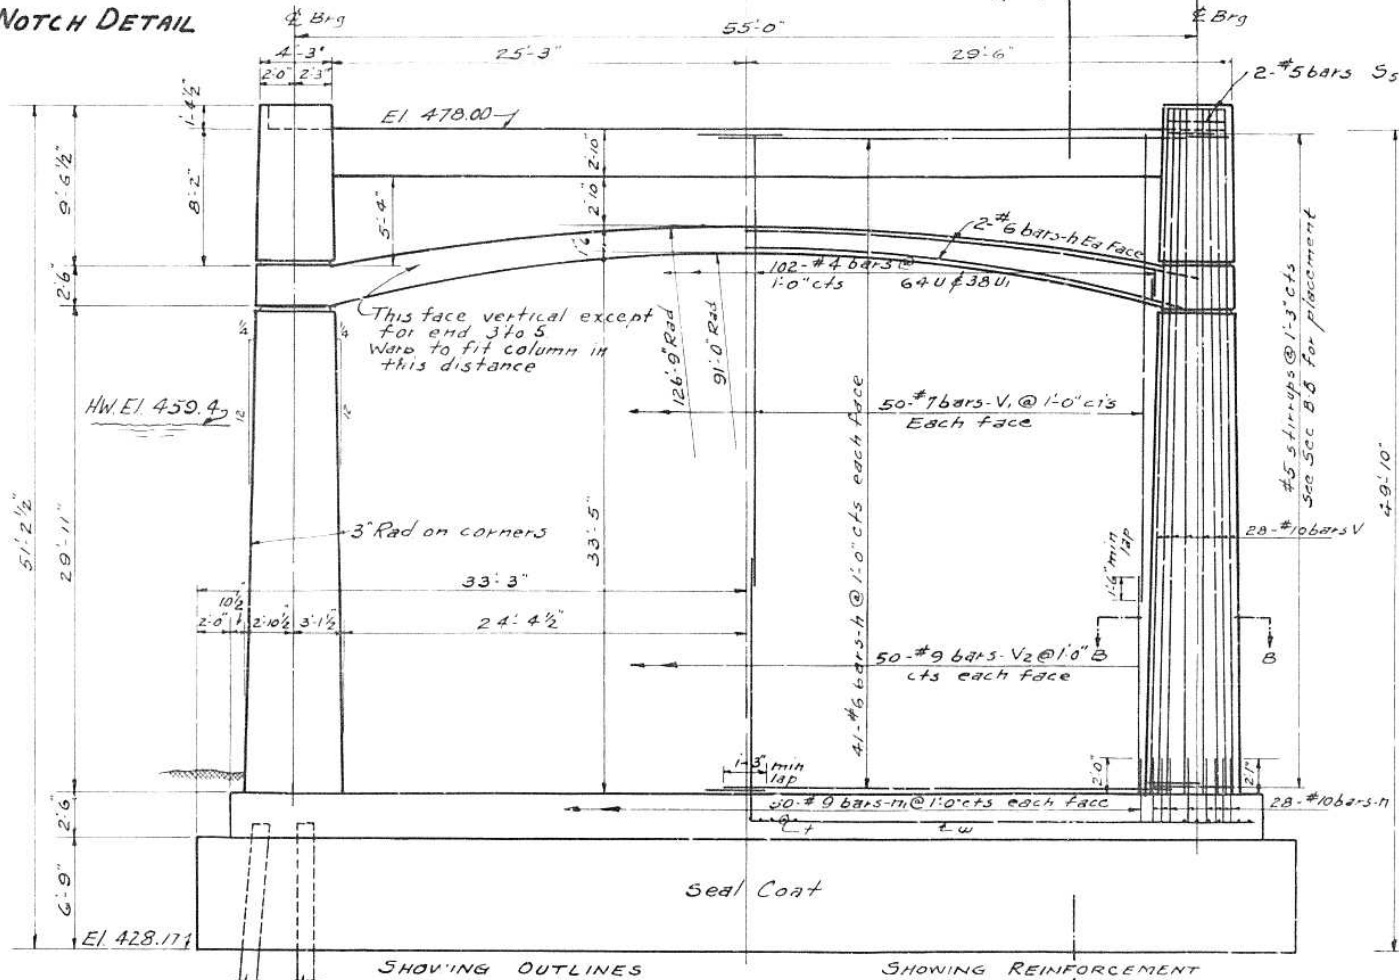 NOTCH DETAIL
℄ Brg
55'-0"
℄ Brg
4'-3"
25'-3"
29'-6"
2'-0"
2'-3"
2-#5 bars S5
1'-4½"
El. 478.00
2'-10"
9'-6½"
8'-2"
5'-4"
2'-10"
2-#6 bars-h Ea Face
1'-6"
102-#4 bars @
1'-0" cts
64U & 38U1
2'-6"
This face vertical except
for end 3 to 5
Warp to fit column in
this distance
¼
¼
126'-9" Rad
91'-0" Rad
#5 stirrups @ 1'-3" cts
See Sec B-B for placement
HW. El. 459.4
12
12
50-#7 bars-V1 @ 1'-0" cts
Each face
41-#6 bars-h @ 1'-0" cts each face
49'-10"
51'-2½"
29'-11"
3" Rad on corners
33'-5"
28-#10 bars V
1'-6" min
lap
33'-3"
10½"
2'-0"
2'-10½"
3'-1½"
24'-4½"
B
B
50-#9 bars-V2 @ 1'-0"
cts each face
1'-3" min
lap
2'-0"
2'-1"
50-#9 bars-m @ 1'-0" cts each face
28-#10 bars-n
2'-6"
℄ t
℄ w
6'-9"
Seal Coat
El. 428.17
SHOWING OUTLINES
SHOWING REINFORCEMENT